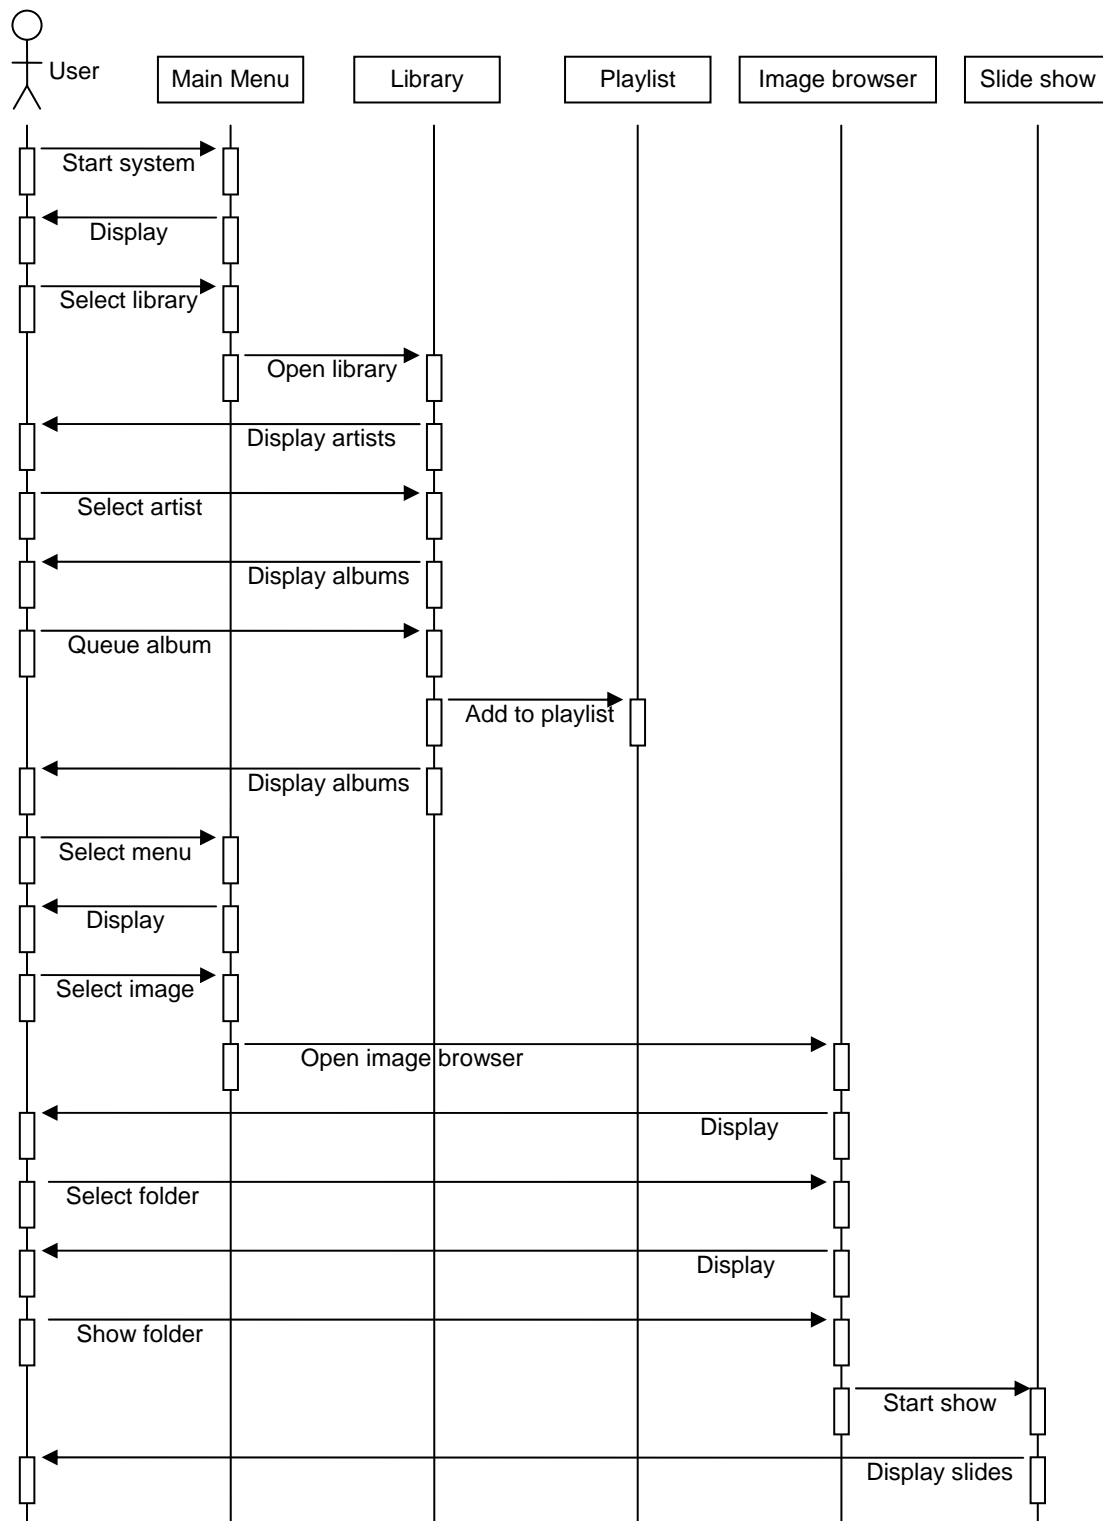 User
Main Menu
Library
Playlist
Image browser
Slide show
Start system
Display
Select library
Open library
Display artists
Select artist
Display albums
Queue album
Add to playlist
Display albums
Select menu
Display
Select image
Open image browser
Display
Select folder
Display
Show folder
Start show
Display slides